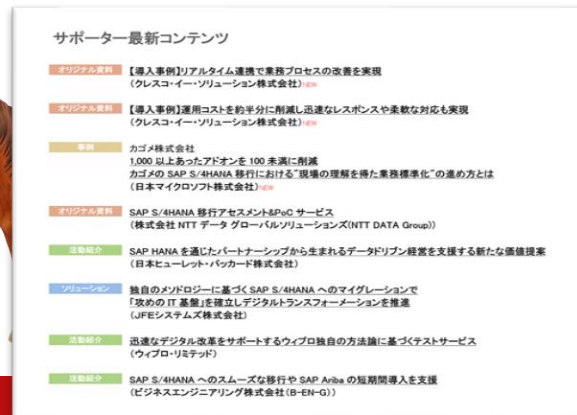 サポーター最新コンテンツ
オリジナル資料 【導入事例】リアルタイム連携で業務プロセスの改善を実現
(クレスコ・イー・ソリューション株式会社)NEW
オリジナル資料 【導入事例】運用コストを約半分に削減し迅速なレスポンスや柔軟な対応も実現
(クレスコ・イー・ソリューション株式会社)NEW
事例 カゴメ株式会社
1,000 以上あったアドオンを 100 未満に削減
カゴメの SAP S/4HANA 移行における"現場の理解を得た業務標準化"の進め方とは
(日本マイクロソフト株式会社)NEW
オリジナル資料 SAP S/4HANA 移行アセスメント&PoC サービス
(株式会社 NTT データ グローバルソリューションズ(NTT DATA Group))
活動紹介 SAP HANA を通じたパートナーシップから生まれるデータドリブン経営を支援する新たな価値提案
(日本ヒューレット・パッカード株式会社)
ソリューション 独自のメソドロジーに基づく SAP S/4HANA へのマイグレーションで
「攻めの IT 基盤」を確立しデジタルトランスフォーメーションを推進
(JFEシステムズ株式会社)
活動紹介 迅速なデジタル改革をサポートするウィプロ独自の方法論に基づくテストサービス
(ウィプロ・リミテッド)
活動紹介 SAP S/4HANA へのスムーズな移行や SAP Ariba の短期間導入を支援
(ビジネスエンジニアリング株式会社(B-EN-G))